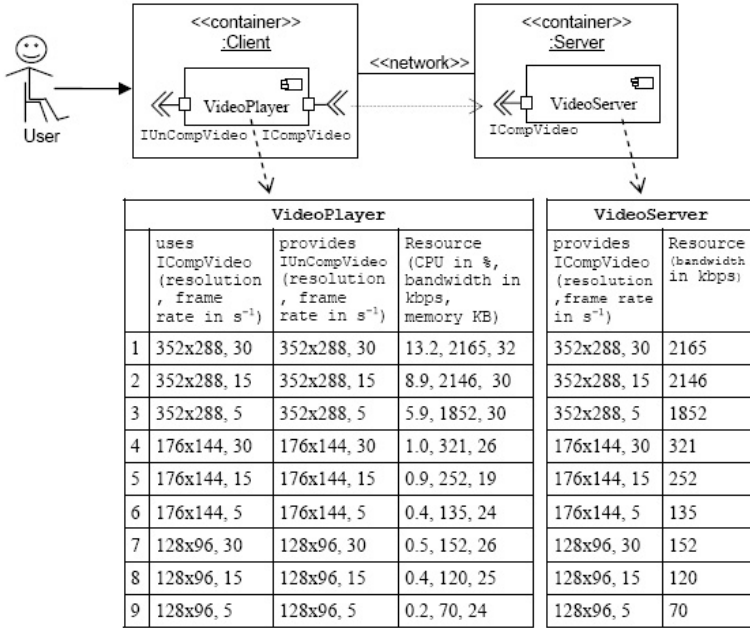 <<container>>
:Client
<<container>>
:Server
<<network>>
VideoPlayer
VideoServer
User
IUnCompVideo
ICompVideo
ICompVideo
VideoPlayer
uses
ICompVideo
(resolution
, frame
rate in s⁻¹)
provides
IUnCompVideo
(resolution
, frame
rate in s⁻¹)
Resource
(CPU in %,
bandwidth in
kbps,
memory KB)
1 352x288, 30 352x288, 30 13.2, 2165, 32
2 352x288, 15 352x288, 15 8.9, 2146, 30
3 352x288, 5 352x288, 5 5.9, 1852, 30
4 176x144, 30 176x144, 30 1.0, 321, 26
5 176x144, 15 176x144, 15 0.9, 252, 19
6 176x144, 5 176x144, 5 0.4, 135, 24
7 128x96, 30 128x96, 30 0.5, 152, 26
8 128x96, 15 128x96, 15 0.4, 120, 25
9 128x96, 5 128x96, 5 0.2, 70, 24
VideoServer
provides
ICompVideo
(resolution
,frame rate
in s⁻¹)
Resource
(bandwidth
in kbps)
352x288, 30 2165
352x288, 15 2146
352x288, 5 1852
176x144, 30 321
176x144, 15 252
176x144, 5 135
128x96, 30 152
128x96, 15 120
128x96, 5 70